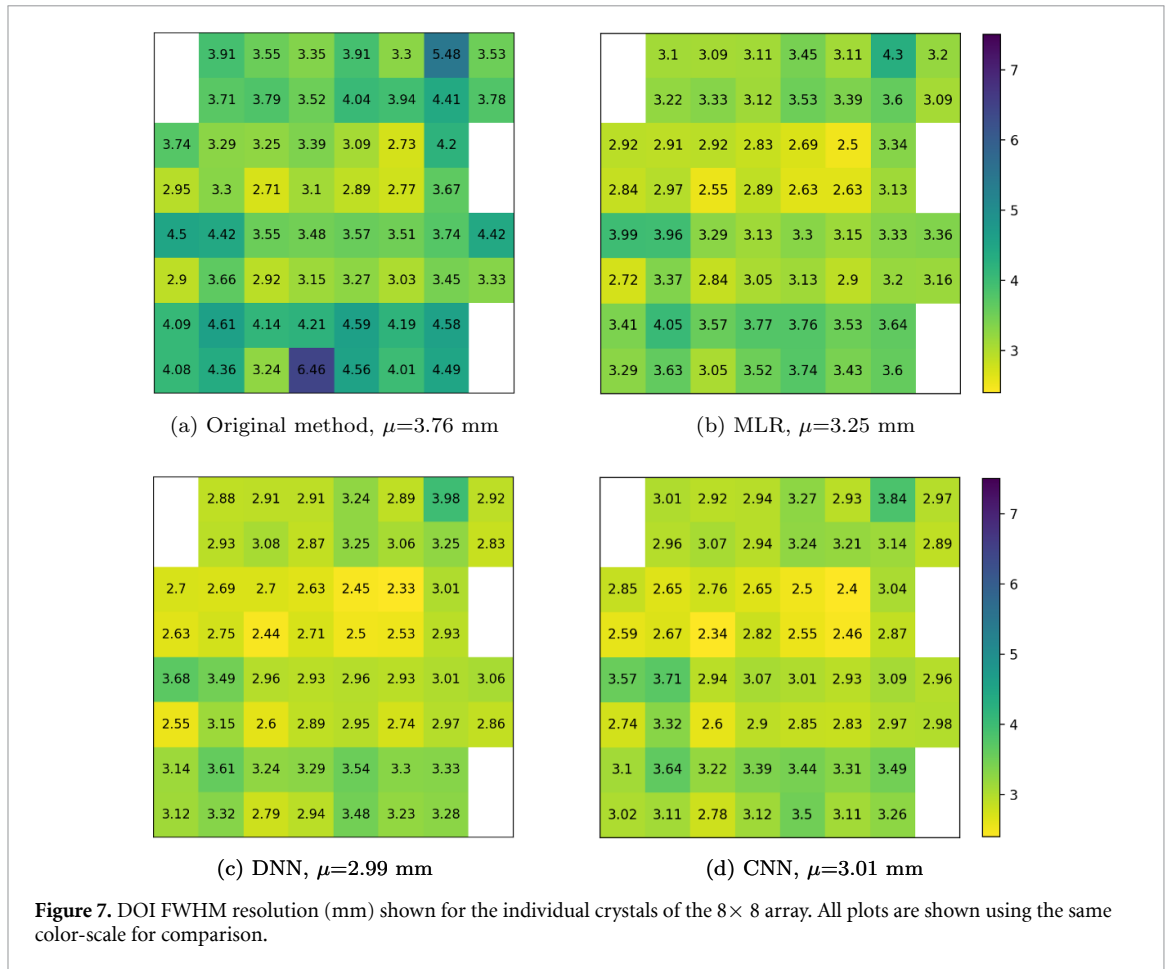 3.91 3.55 3.35 3.91 3.3 5.48 3.53
3.71 3.79 3.52 4.04 3.94 4.41 3.78
3.74 3.29 3.25 3.39 3.09 2.73 4.2
2.95 3.3 2.71 3.1 2.89 2.77 3.67
4.5 4.42 3.55 3.48 3.57 3.51 3.74 4.42
2.9 3.66 2.92 3.15 3.27 3.03 3.45 3.33
4.09 4.61 4.14 4.21 4.59 4.19 4.58
4.08 4.36 3.24 6.46 4.56 4.01 4.49
(a) Original method, μ=3.76 mm
3.1 3.09 3.11 3.45 3.11 4.3 3.2
3.22 3.33 3.12 3.53 3.39 3.6 3.09
2.92 2.91 2.92 2.83 2.69 2.5 3.34
2.84 2.97 2.55 2.89 2.63 2.63 3.13
3.99 3.96 3.29 3.13 3.3 3.15 3.33 3.36
2.72 3.37 2.84 3.05 3.13 2.9 3.2 3.16
3.41 4.05 3.57 3.77 3.76 3.53 3.64
3.29 3.63 3.05 3.52 3.74 3.43 3.6
7
6
5
4
3
(b) MLR, μ=3.25 mm
2.88 2.91 2.91 3.24 2.89 3.98 2.92
2.93 3.08 2.87 3.25 3.06 3.25 2.83
2.7 2.69 2.7 2.63 2.45 2.33 3.01
2.63 2.75 2.44 2.71 2.5 2.53 2.93
3.68 3.49 2.96 2.93 2.96 2.93 3.01 3.06
2.55 3.15 2.6 2.89 2.95 2.74 2.97 2.86
3.14 3.61 3.24 3.29 3.54 3.3 3.33
3.12 3.32 2.79 2.94 3.48 3.23 3.28
(c) DNN, μ=2.99 mm
3.01 2.92 2.94 3.27 2.93 3.84 2.97
2.96 3.07 2.94 3.24 3.21 3.14 2.89
2.85 2.65 2.76 2.65 2.5 2.4 3.04
2.59 2.67 2.34 2.82 2.55 2.46 2.87
3.57 3.71 2.94 3.07 3.01 2.93 3.09 2.96
2.74 3.32 2.6 2.9 2.85 2.83 2.97 2.98
3.1 3.64 3.22 3.39 3.44 3.31 3.49
3.02 3.11 2.78 3.12 3.5 3.11 3.26
7
6
5
4
3
(d) CNN, μ=3.01 mm
Figure 7. DOI FWHM resolution (mm) shown for the individual crystals of the 8× 8 array. All plots are shown using the same
color-scale for comparison.